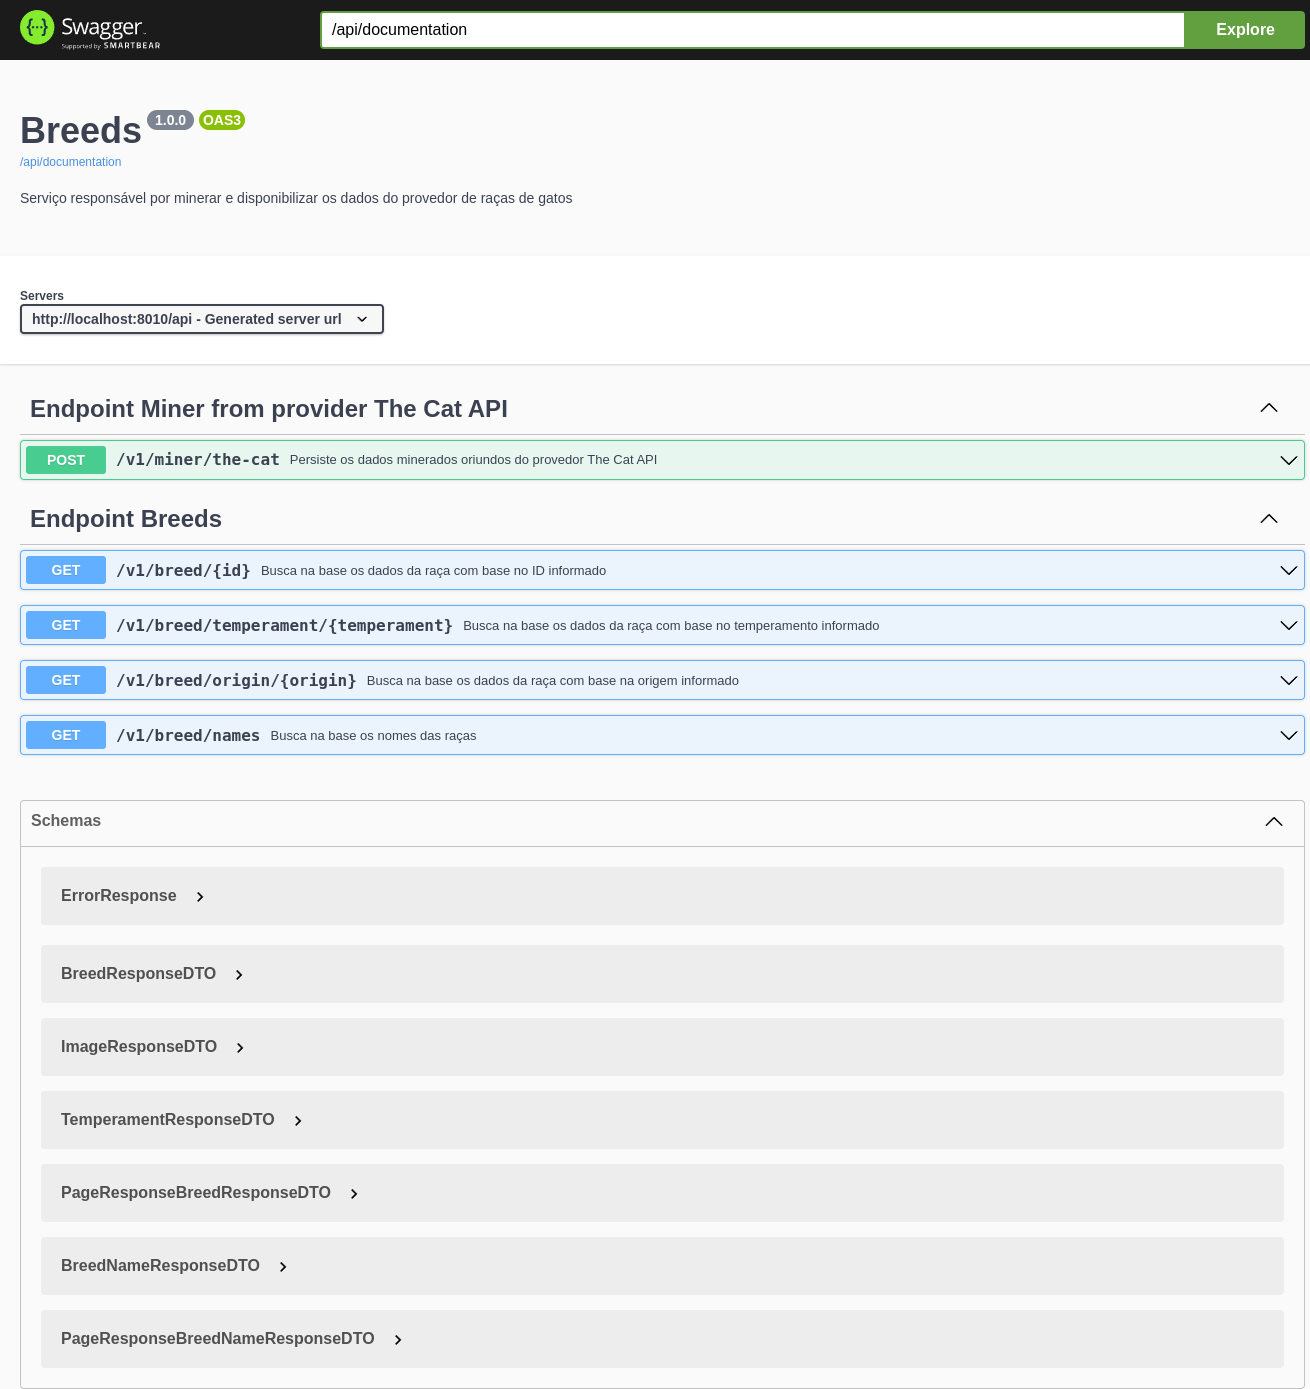 Swagger
Supported by SMARTBEAR
/api/documentation
Explore
Breeds 1.0.0 OAS3
/api/documentation
Serviço responsável por minerar e disponibilizar os dados do provedor de raças de gatos
Servers
http://localhost:8010/api - Generated server url
Endpoint Miner from provider The Cat API
POST /v1/miner/the-cat Persiste os dados minerados oriundos do provedor The Cat API
Endpoint Breeds
GET /v1/breed/{id} Busca na base os dados da raça com base no ID informado
GET /v1/breed/temperament/{temperament} Busca na base os dados da raça com base no temperamento informado
GET /v1/breed/origin/{origin} Busca na base os dados da raça com base na origem informado
GET /v1/breed/names Busca na base os nomes das raças
Schemas
ErrorResponse
BreedResponseDTO
ImageResponseDTO
TemperamentResponseDTO
PageResponseBreedResponseDTO
BreedNameResponseDTO
PageResponseBreedNameResponseDTO